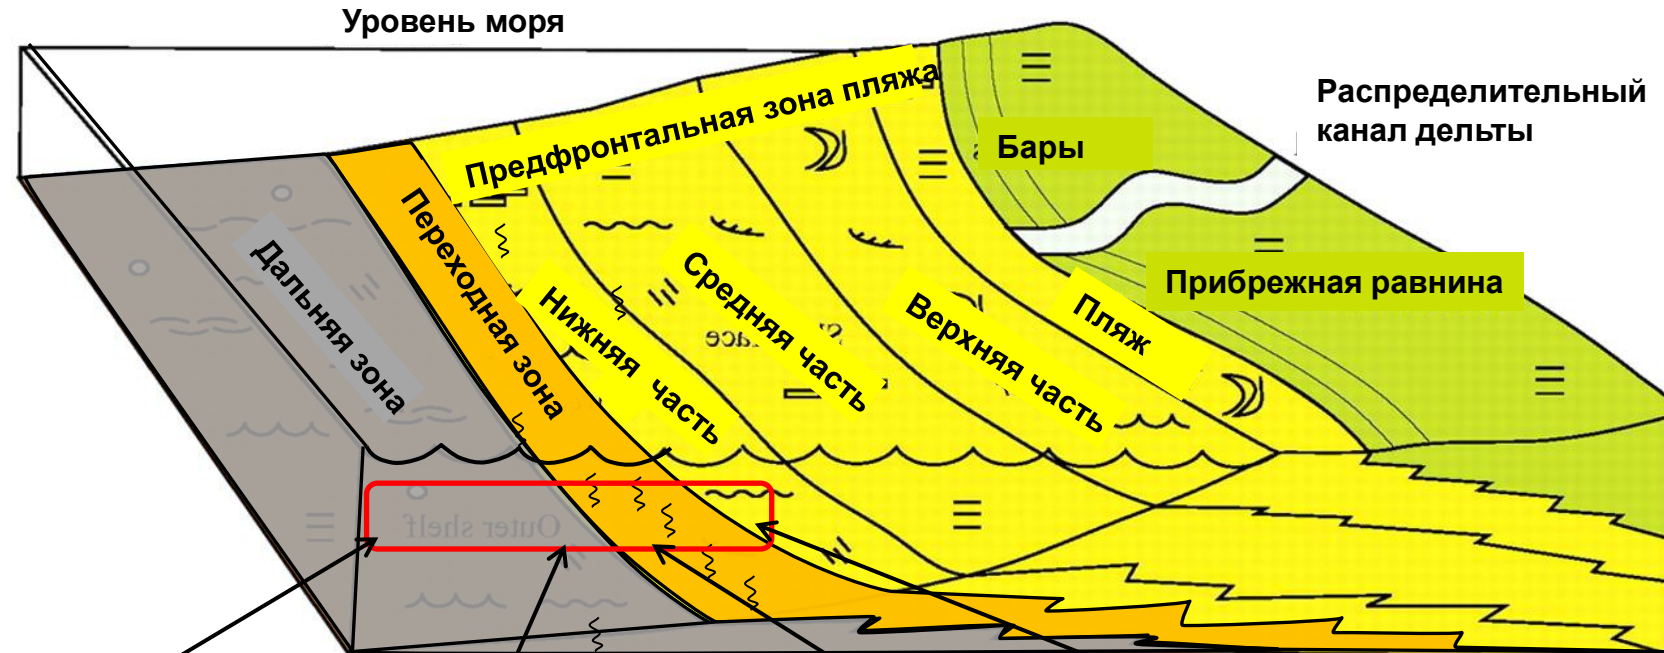 Уровень моря
Распределительный
канал дельты
Предфронтальная зона пляжа
Бары
Прибрежная равнина
Дальняя зона
Переходная зона
Нижняя часть
Средняя часть
Верхняя часть
Пляж
Outer shelf